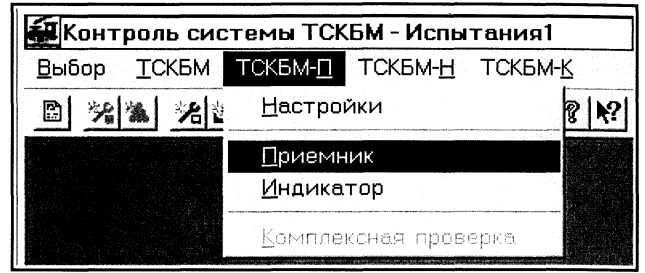 Контроль системы ТСКБМ - Испытания1
Выбор ТСКБМ ТСКБМ-П ТСКБМ-Н ТСКБМ-К
Настройки
Приемник
Индикатор
Комплексная проверка